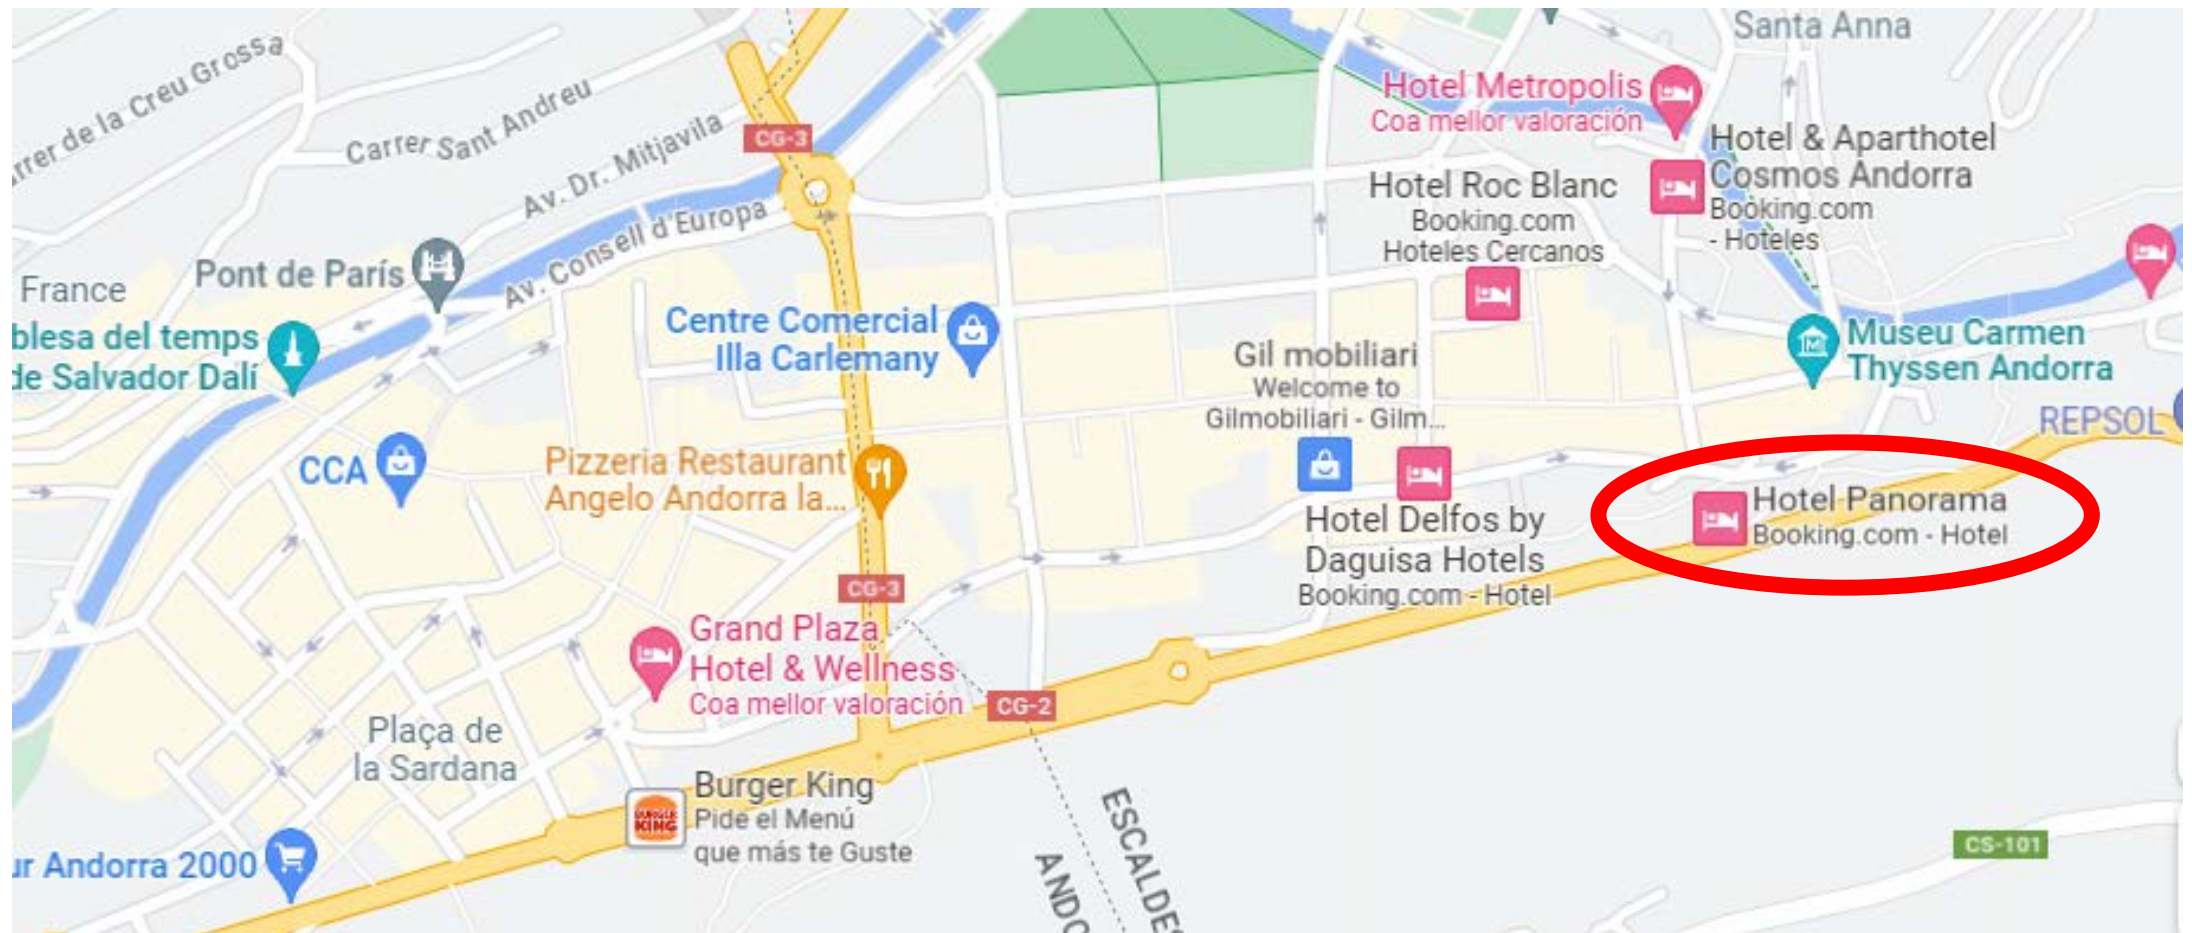 Carrer de la Creu Grossa
Carrer Sant Andreu
Av. Dr. Mitjavila
CG-3
Av. Consell d'Europa
France
Pont de París
blesa del temps
de Salvador Dalí
Centre Comercial
Illa Carlemany
CCA
Pizzeria Restaurant
Angelo Andorra la...
CG-3
Grand Plaza
Hotel & Wellness
Coa mellor valoración
CG-2
Plaça de
la Sardana
Burger King
Pide el Menú
que más te Guste
BURGER
KING
ur Andorra 2000
ESCALDES
ANDO
Santa Anna
Hotel Metropolis
Coa mellor valoración
Hotel & Aparthotel
Cosmos Andorra
Booking.com
- Hoteles
Hotel Roc Blanc
Booking.com
Hoteles Cercanos
Gil mobiliari
Welcome to
Gilmobiliari - Gilm...
Museu Carmen
Thyssen Andorra
REPSOL
Hotel Delfos by
Daguisa Hotels
Booking.com - Hotel
Hotel Panorama
Booking.com - Hotel
CS-101